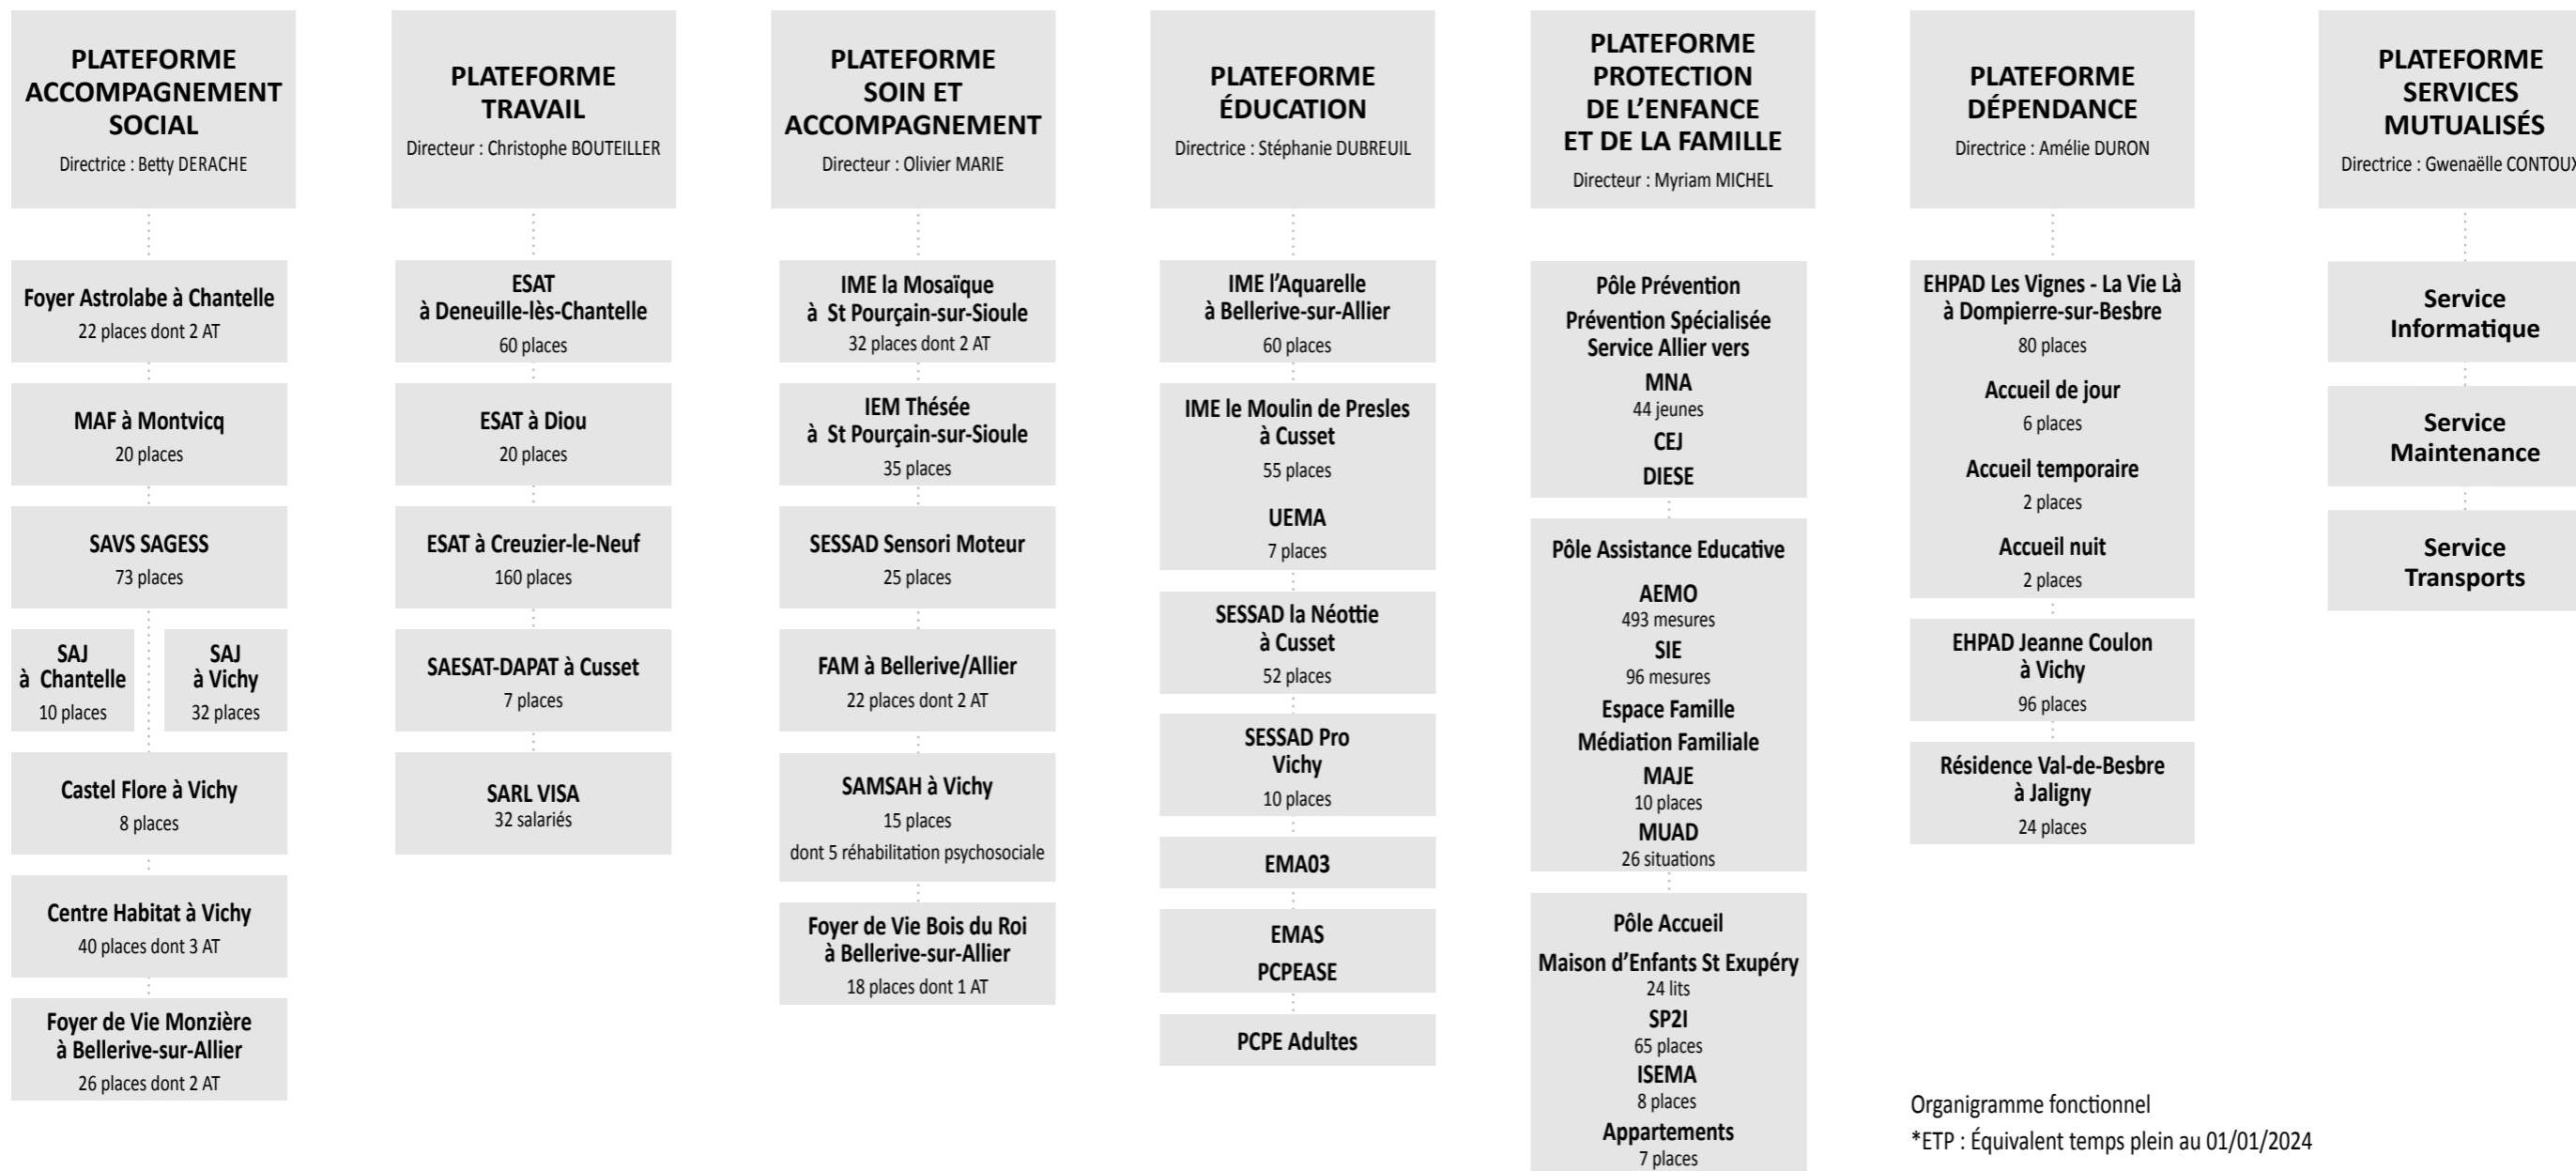 PLATEFORME
ACCOMPAGNEMENT
SOCIAL
Directrice : Betty DERACHE
Foyer Astrolabe à Chantelle
22 places dont 2 AT
MAF à Montvicq
20 places
SAVS SAGESS
73 places
SAJ
à Chantelle
10 places
SAJ
à Vichy
32 places
Castel Flore à Vichy
8 places
Centre Habitat à Vichy
40 places dont 3 AT
Foyer de Vie Monzière
à Bellerive-sur-Allier
26 places dont 2 AT
PLATEFORME
TRAVAIL
Directeur : Christophe BOUTEILLER
ESAT
à Deneuille-lès-Chantelle
60 places
ESAT à Diou
20 places
ESAT à Creuzier-le-Neuf
160 places
SAESAT-DAPAT à Cusset
7 places
SARL VISA
32 salariés
PLATEFORME
SOIN ET
ACCOMPAGNEMENT
Directeur : Olivier MARIE
IME la Mosaïque
à St Pourçain-sur-Sioule
32 places dont 2 AT
IEM Thésée
à St Pourçain-sur-Sioule
35 places
SESSAD Sensori Moteur
25 places
FAM à Bellerive/Allier
22 places dont 2 AT
SAMSAH à Vichy
15 places
dont 5 réhabilitation psychosociale
Foyer de Vie Bois du Roi
à Bellerive-sur-Allier
18 places dont 1 AT
PLATEFORME
ÉDUCATION
Directrice : Stéphanie DUBREUIL
IME l’Aquarelle
à Bellerive-sur-Allier
60 places
IME le Moulin de Presles
à Cusset
55 places
UEMA
7 places
SESSAD la Néottie
à Cusset
52 places
SESSAD Pro
Vichy
10 places
EMA03
EMAS
PCPEASE
PCPE Adultes
PLATEFORME
PROTECTION
DE L’ENFANCE
ET DE LA FAMILLE
Directeur : Myriam MICHEL
Pôle Prévention
Prévention Spécialisée
Service Allier vers
MNA
44 jeunes
CEJ
DIESE
Pôle Assistance Educative
AEMO
493 mesures
SIE
96 mesures
Espace Famille
Médiation Familiale
MAJE
10 places
MUAD
26 situations
Pôle Accueil
Maison d’Enfants St Exupéry
24 lits
SP2I
65 places
ISEMA
8 places
Appartements
7 places
PLATEFORME
DÉPENDANCE
Directrice : Amélie DURON
EHPAD Les Vignes - La Vie Là
à Dompierre-sur-Besbre
80 places
Accueil de jour
6 places
Accueil temporaire
2 places
Accueil nuit
2 places
EHPAD Jeanne Coulon
à Vichy
96 places
Résidence Val-de-Besbre
à Jaligny
24 places
PLATEFORME
SERVICES
MUTUALISÉS
Directrice : Gwenaëlle CONTOUX
Service
Informatique
Service
Maintenance
Service
Transports
Organigramme fonctionnel
*ETP : Équivalent temps plein au 01/01/2024